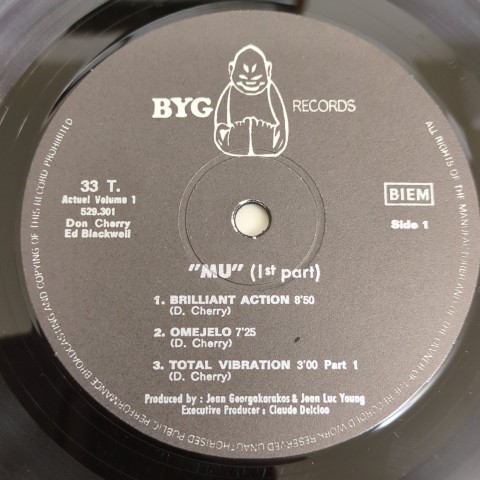 BYG RECORDS
33 T.
Actuel Volume 1
529.301
Don Cherry
Ed Blackwell
BIEM
Side 1
"MU" (1st part)
1. BRILLIANT ACTION 8'50
(D. Cherry)
2. OMEJELO 7'25
(D. Cherry)
3. TOTAL VIBRATION 3'00 Part 1
(D. Cherry)
Produced by : Jean Georgakarakos & Jean Luc Young
Executive Producer : Claude Delcloo
ALL RIGHTS OF THE MANUFACTURER AND OF THE OWNER OF THE RECORDED WORK RESERVED UNAUTHORISED PUBLIC PERFORMANCE BROADCASTING AND COPYING OF THIS RECORD PROHIBITED